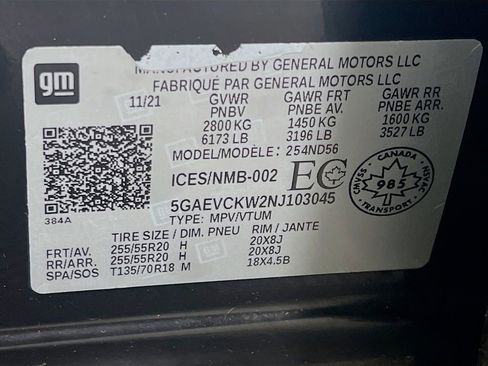 gm
MANUFACTURED BY GENERAL MOTORS LLC
FABRIQUÉ PAR GENERAL MOTORS LLC
11/21 GVWR GAWR FRT GAWR RR
PNBV PNBE AV. PNBE ARR.
2800 KG 1450 KG 1600 KG
6173 LB 3196 LB 3527 LB
MODEL/MODÈLE: 254ND56
ICES/NMB-002 EC
CANADA
CMVSS
NSVAC
985
TRANSPORT
5GAEVCKW2NJ103045
384A
TYPE: MPV/VTUM
TIRE SIZE / DIM. PNEU RIM / JANTE
FRT/AV. 255/55R20 H 20X8J
RR/ARR. 255/55R20 H 20X8J
SPA/SOS T135/70R18 M 18X4.5B